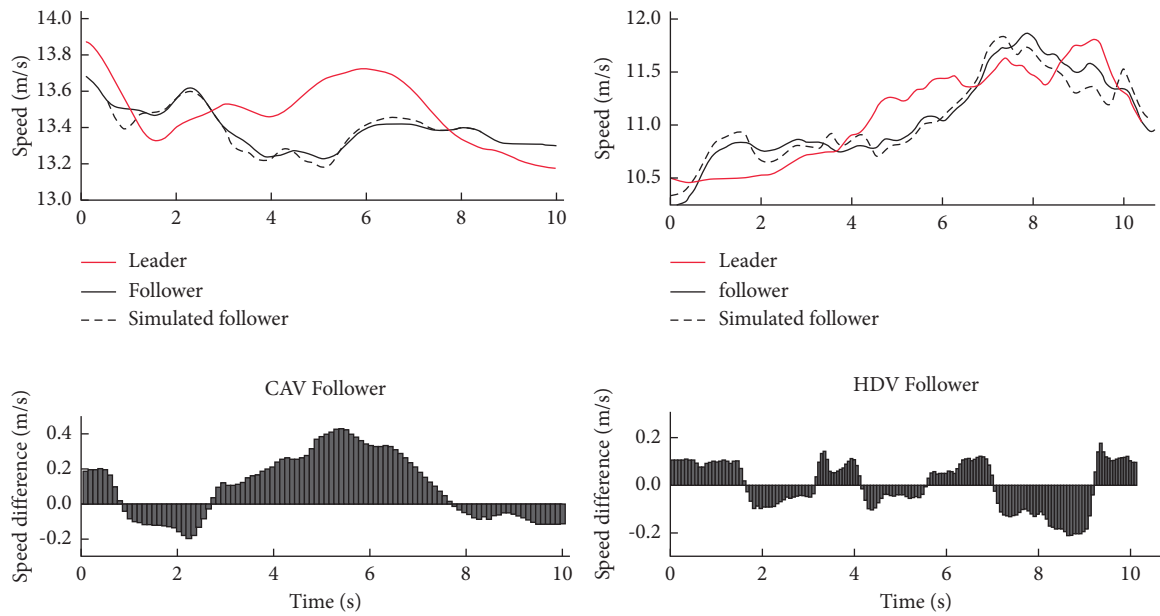 Speed (m/s)
14.0
13.8
13.6
13.4
13.2
13.0
0 2 4 6 8 10
Leader
Follower
Simulated follower
Speed (m/s)
12.0
11.5
11.0
10.5
0 2 4 6 8 10
Leader
follower
Simulated follower
CAV Follower
Speed difference (m/s)
0.4
0.2
0.0
-0.2
0 2 4 6 8 10
Time (s)
HDV Follower
Speed difference (m/s)
0.2
0.0
-0.2
0 2 4 6 8 10
Time (s)